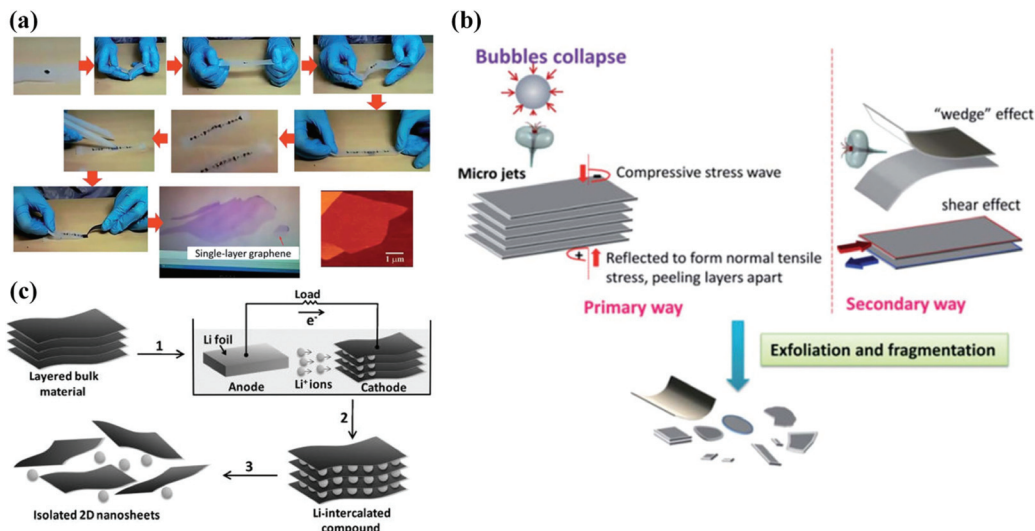 (a)
Single-layer graphene
1 μm
(b)
Bubbles collapse
Micro jets
Compressive stress wave
Reflected to form normal tensile
stress, peeling layers apart
Primary way
"wedge" effect
shear effect
Secondary way
Exfoliation and fragmentation
(c)
Layered bulk
material
1
Load
e⁻
Li foil
Anode
Li⁺ ions
Cathode
2
Li-intercalated
compound
3
Isolated 2D nanosheets